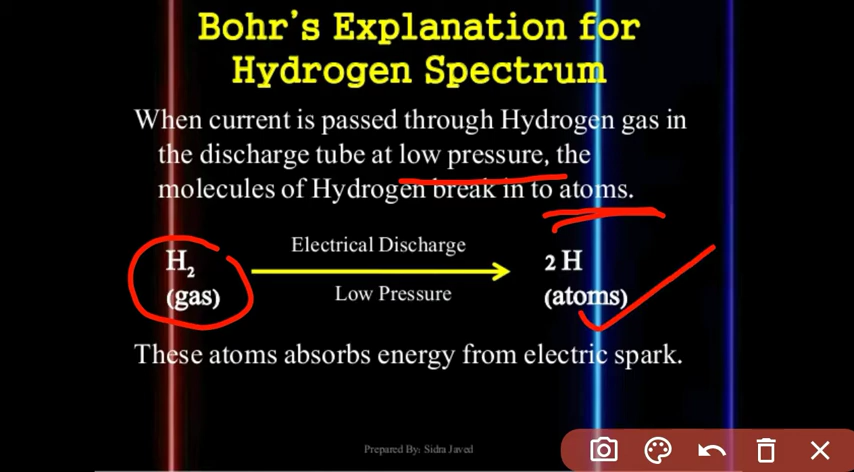 Bohr's Explanation for
Hydrogen Spectrum
When current is passed through Hydrogen gas in
the discharge tube at low pressure, the
molecules of Hydrogen break in to atoms.
H₂ Electrical Discharge 2 H
(gas) Low Pressure (atoms)
These atoms absorbs energy from electric spark.
Prepared By: Sidra Javed